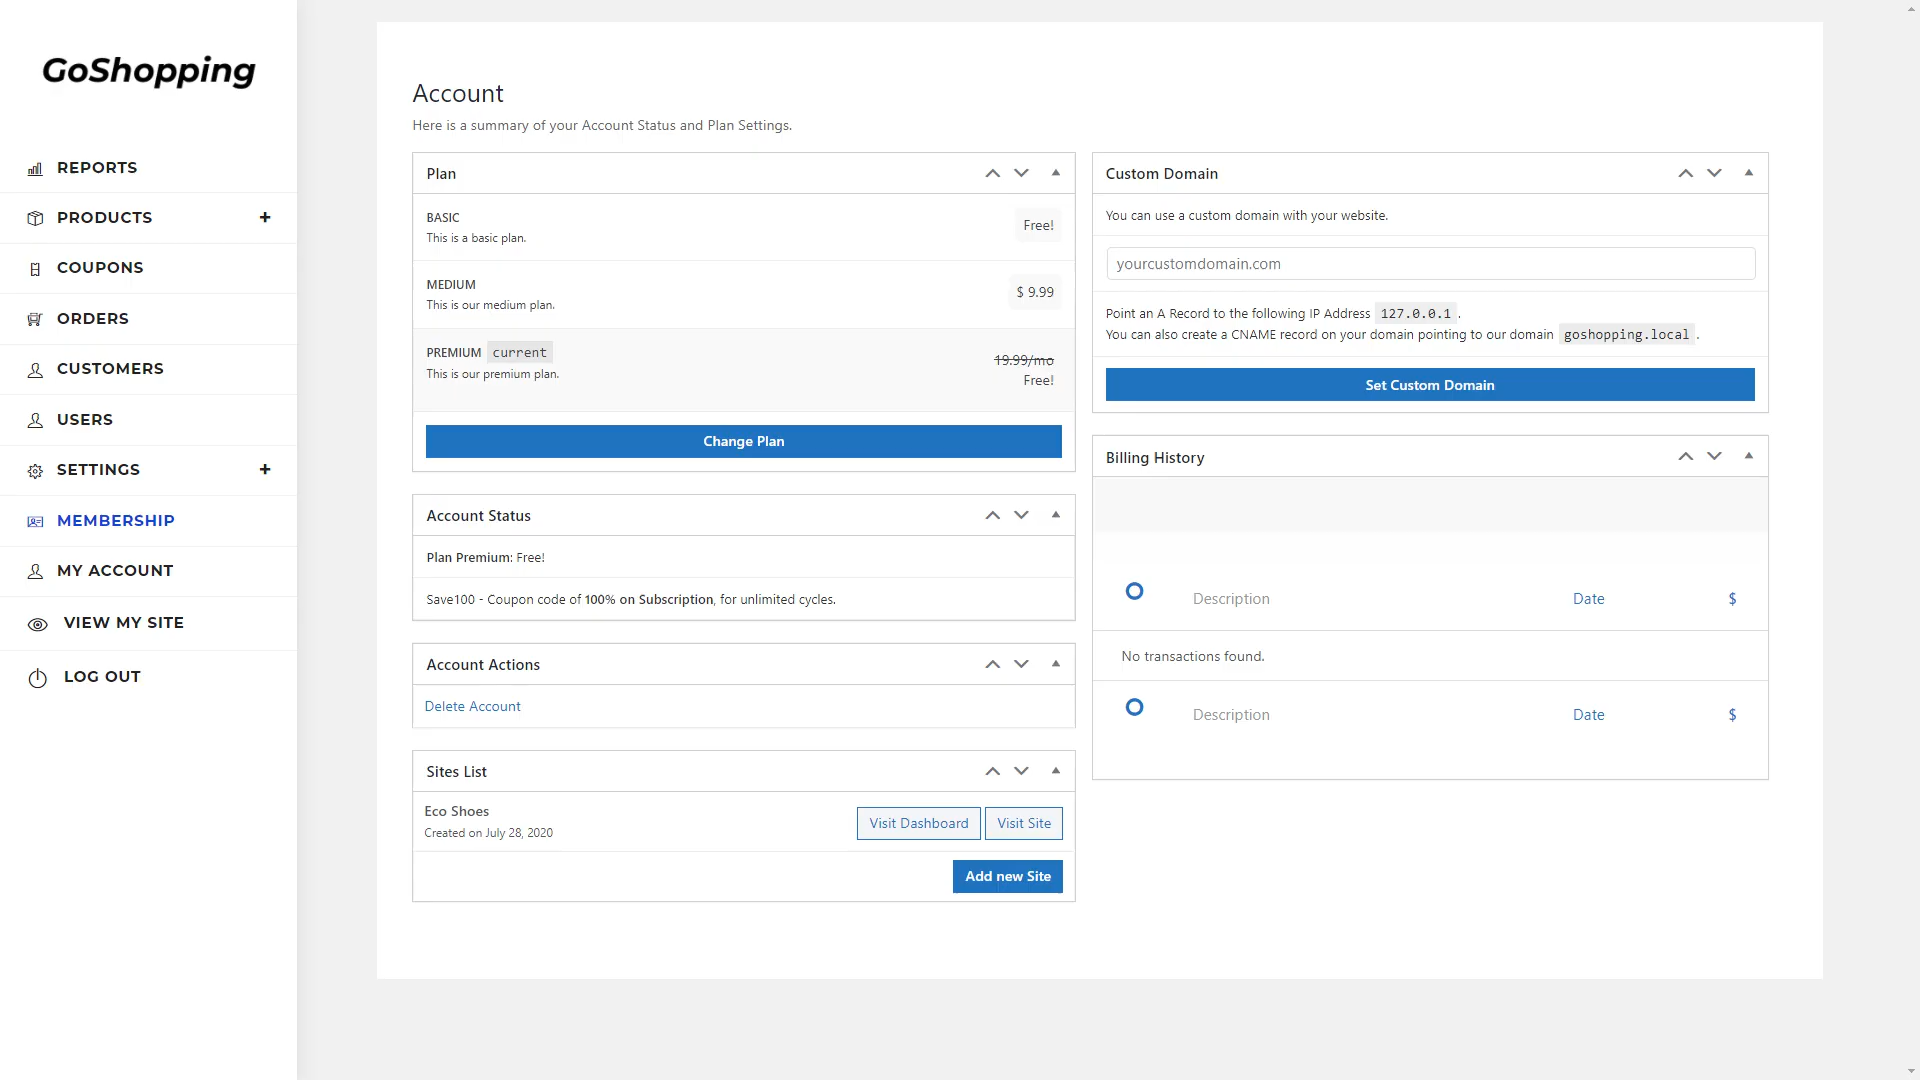 GoShopping
REPORTS
PRODUCTS +
COUPONS
ORDERS
CUSTOMERS
USERS
SETTINGS +
MEMBERSHIP
MY ACCOUNT
VIEW MY SITE
LOG OUT
Account
Here is a summary of your Account Status and Plan Settings.
Plan
BASIC
This is a basic plan.
Free!
MEDIUM
This is our medium plan.
$ 9.99
PREMIUM current
This is our premium plan.
19.99/mo
Free!
Change Plan
Account Status
Plan Premium: Free!
Save100 - Coupon code of 100% on Subscription, for unlimited cycles.
Account Actions
Delete Account
Sites List
Eco Shoes
Created on July 28, 2020
Visit Dashboard Visit Site
Add new Site
Custom Domain
You can use a custom domain with your website.
yourcustomdomain.com
Point an A Record to the following IP Address 127.0.0.1 .
You can also create a CNAME record on your domain pointing to our domain goshopping.local .
Set Custom Domain
Billing History
Description Date $
No transactions found.
Description Date $